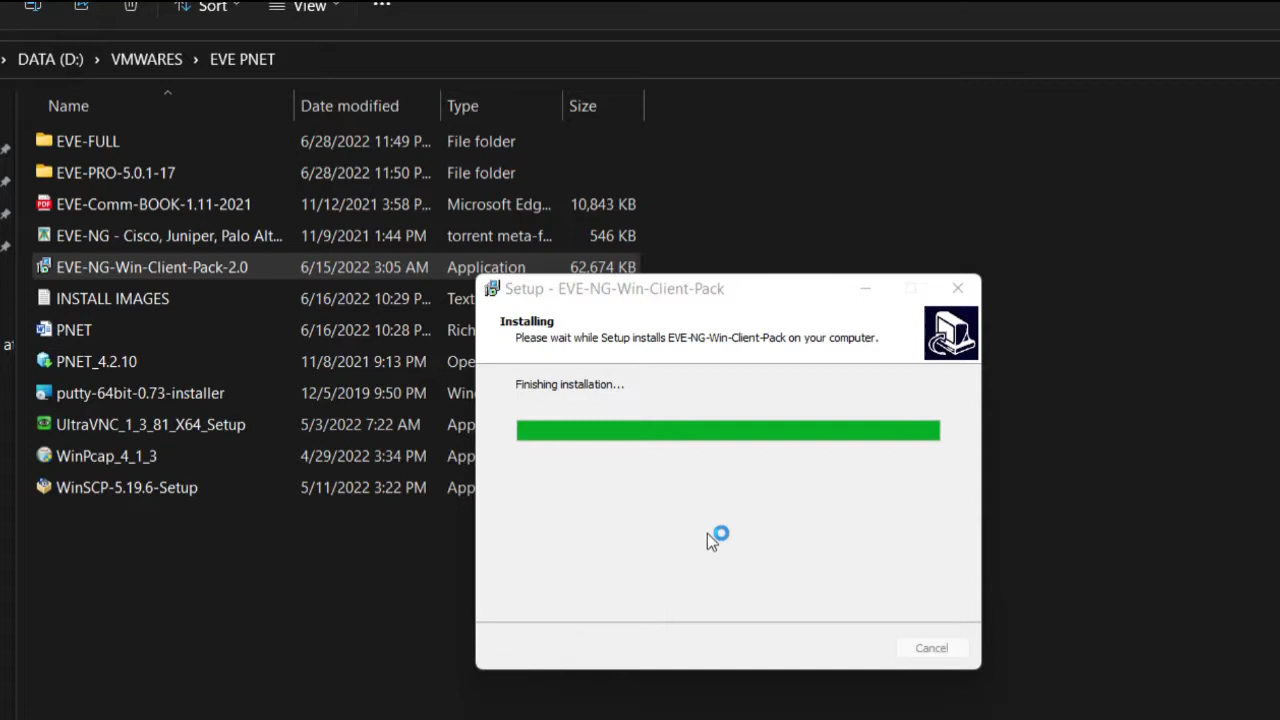 Sort View ...
› DATA (D:) › VMWARES › EVE PNET
Name Date modified Type Size
EVE-FULL 6/28/2022 11:49 P... File folder
EVE-PRO-5.0.1-17 6/28/2022 11:50 P... File folder
PDF EVE-Comm-BOOK-1.11-2021 11/12/2021 3:58 P... Microsoft Edg... 10,843 KB
EVE-NG - Cisco, Juniper, Palo Alt... 11/9/2021 1:44 PM torrent meta-f... 546 KB
EVE-NG-Win-Client-Pack-2.0 6/15/2022 3:05 AM Application 62,674 KB
INSTALL IMAGES 6/16/2022 10:29 P... Text
PNET 6/16/2022 10:28 P... Rich
PNET_4.2.10 11/8/2021 9:13 PM Ope
putty-64bit-0.73-installer 12/5/2019 9:50 PM Wind
UltraVNC_1_3_81_X64_Setup 5/3/2022 7:22 AM App
WinPcap_4_1_3 4/29/2022 3:34 PM App
WinSCP-5.19.6-Setup 5/11/2022 3:22 PM App
Setup - EVE-NG-Win-Client-Pack
Installing
Please wait while Setup installs EVE-NG-Win-Client-Pack on your computer.
Finishing installation...
Cancel